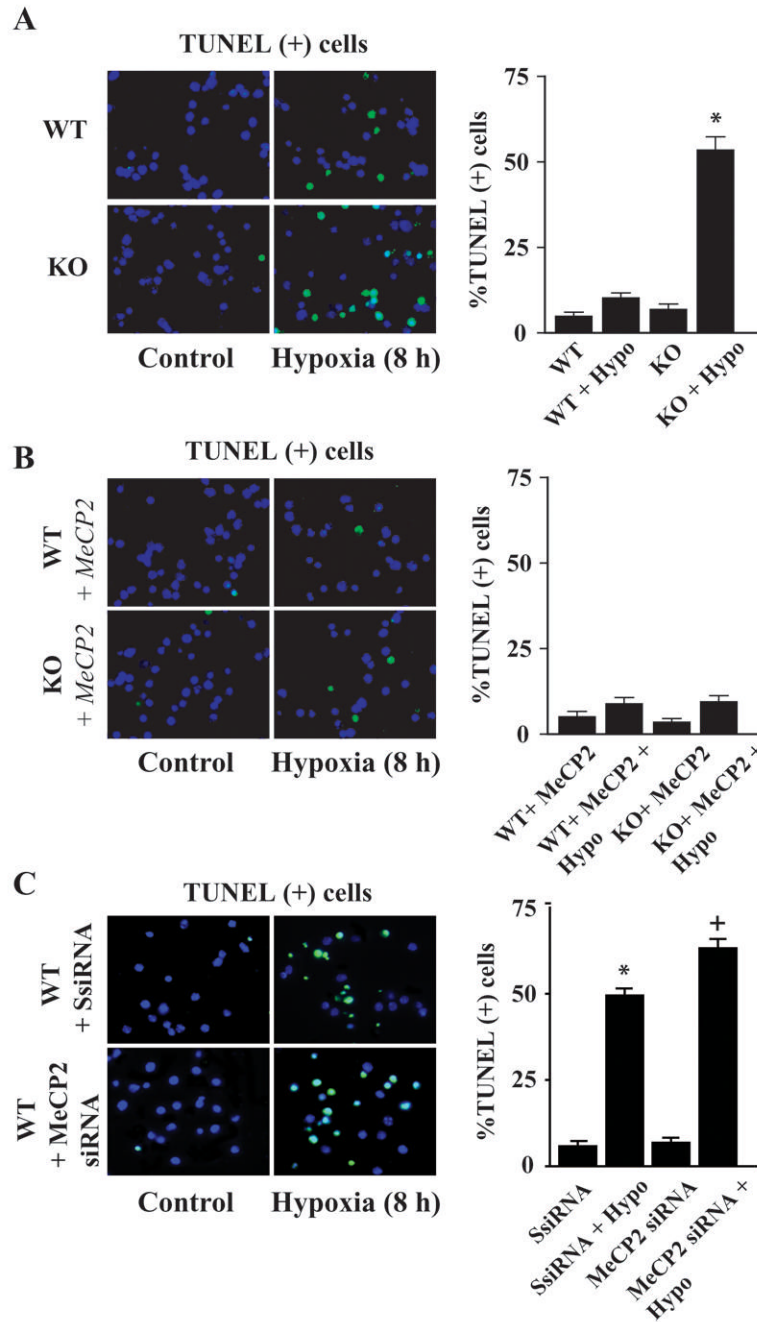 A
TUNEL (+) cells
WT
KO
Control
Hypoxia (8 h)
%TUNEL (+) cells
75
50
25
0
*
WT
WT + Hypo
KO
KO + Hypo
B
TUNEL (+) cells
WT
+ MeCP2
KO
+ MeCP2
Control
Hypoxia (8 h)
%TUNEL (+) cells
75
50
25
0
WT+ MeCP2
WT+ MeCP2 +
Hypo
KO+ MeCP2
KO+ MeCP2 +
Hypo
C
TUNEL (+) cells
WT
+ SsiRNA
WT
+ MeCP2
siRNA
Control
Hypoxia (8 h)
%TUNEL (+) cells
75
50
25
0
*
+
SsiRNA
SsiRNA + Hypo
MeCP2 siRNA
MeCP2 siRNA +
Hypo